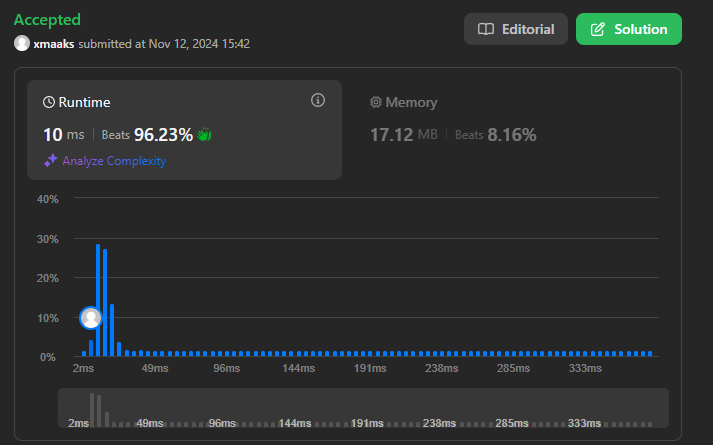 Accepted
xmaaks submitted at Nov 12, 2024 15:42
Editorial
Solution
Runtime
10 ms | Beats 96.23%
Analyze Complexity
Memory
17.12 MB | Beats 8.16%
40%
30%
20%
10%
0%
2ms 49ms 96ms 144ms 191ms 238ms 285ms 333ms
2ms 49ms 96ms 144ms 191ms 238ms 285ms 333ms